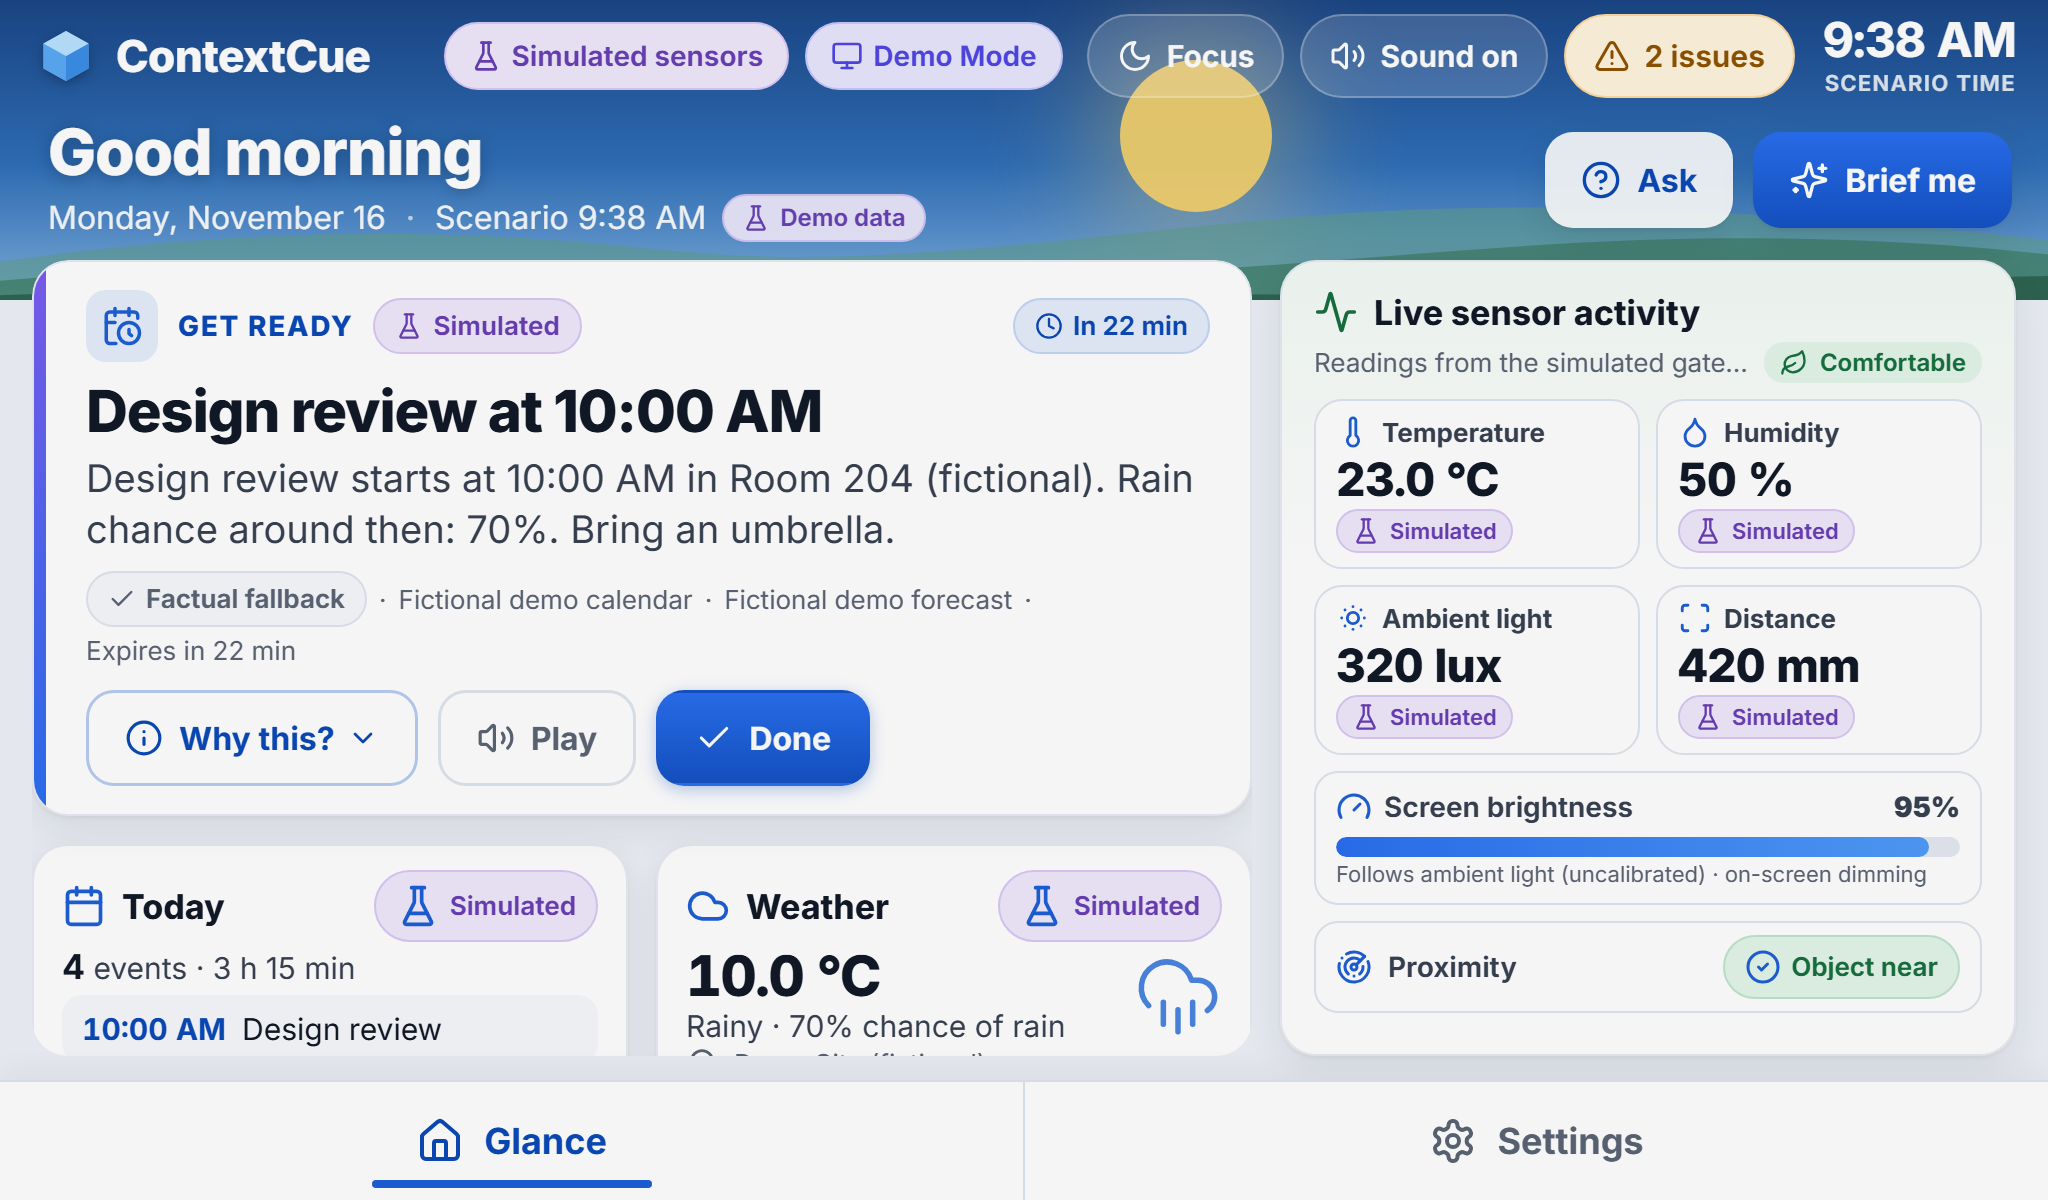 ContextCue
Simulated sensors
Demo Mode
Focus
Sound on
2 issues
9:38 AM
SCENARIO TIME
Good morning
Monday, November 16 · Scenario 9:38 AM
Demo data
Ask
Brief me
GET READY
Simulated
In 22 min
Design review at 10:00 AM
Design review starts at 10:00 AM in Room 204 (fictional). Rain
chance around then: 70%. Bring an umbrella.
Factual fallback · Fictional demo calendar · Fictional demo forecast ·
Expires in 22 min
Why this?
Play
Done
Today
Simulated
4 events · 3 h 15 min
10:00 AM Design review
Weather
Simulated
10.0 °C
Rainy · 70% chance of rain
Live sensor activity
Readings from the simulated gate...
Comfortable
Temperature
23.0 °C
Simulated
Humidity
50 %
Simulated
Ambient light
320 lux
Simulated
Distance
420 mm
Simulated
Screen brightness
95%
Follows ambient light (uncalibrated) · on-screen dimming
Proximity
Object near
Glance
Settings